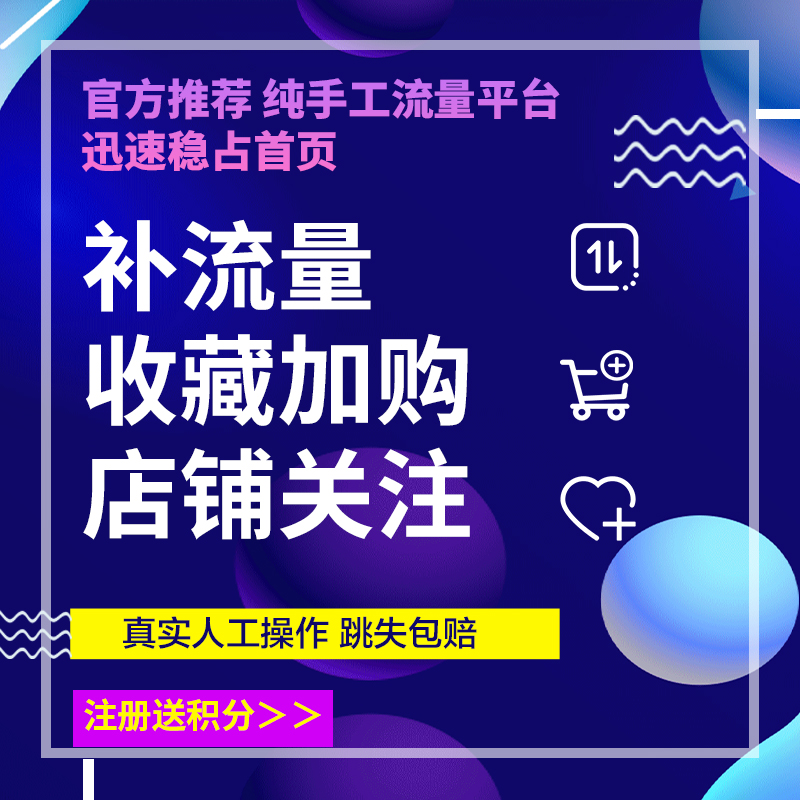 官方推荐 纯手工流量平台
迅速稳占首页
补流量
收藏加购
店铺关注
真实人工操作 跳失包赔
注册送积分＞＞